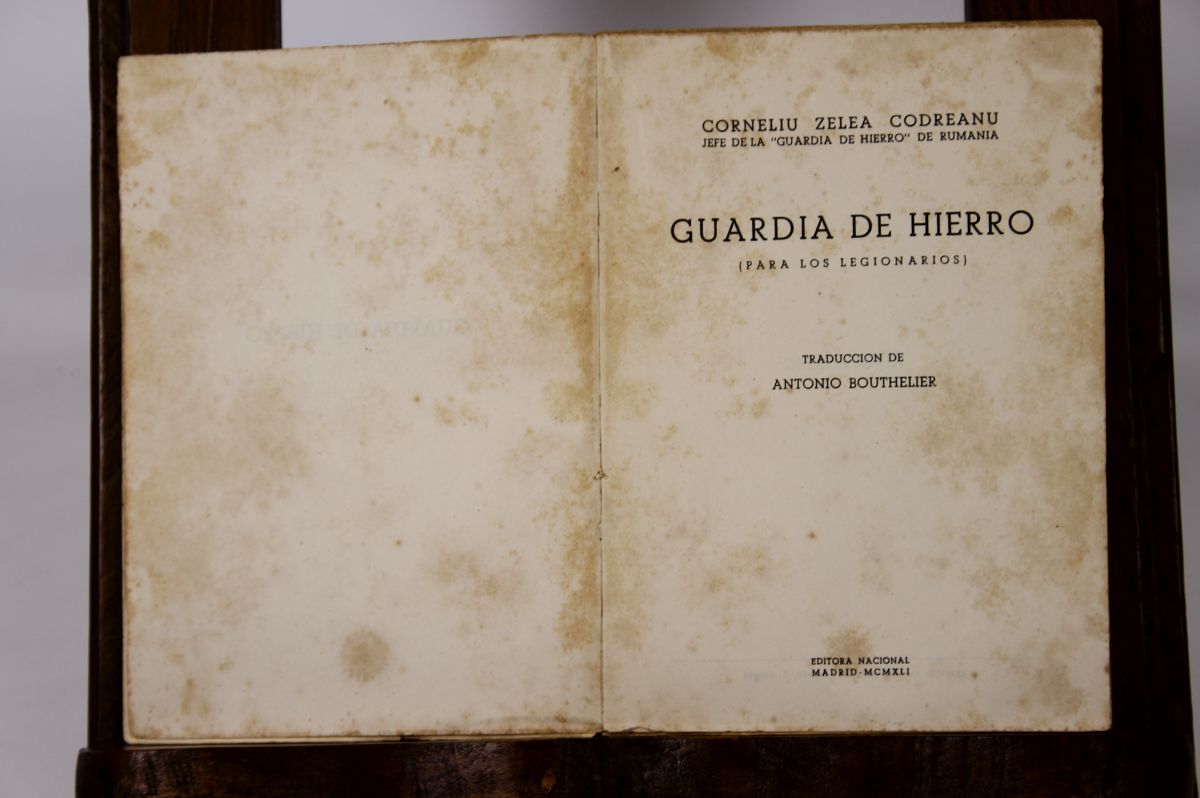 CORNELIU ZELEA CODREANU
JEFE DE LA "GUARDIA DE HIERRO" DE RUMANIA
GUARDIA DE HIERRO
(PARA LOS LEGIONARIOS)
TRADUCCION DE
ANTONIO BOUTHELIER
EDITORA NACIONAL
MADRID-MCMXLI